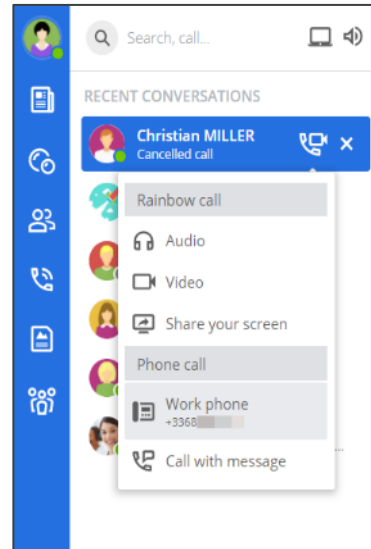 Search, call...
RECENT CONVERSATIONS
Christian MILLER
Cancelled call
Rainbow call
Audio
Video
Share your screen
Phone call
Work phone
+3368
Call with message
...